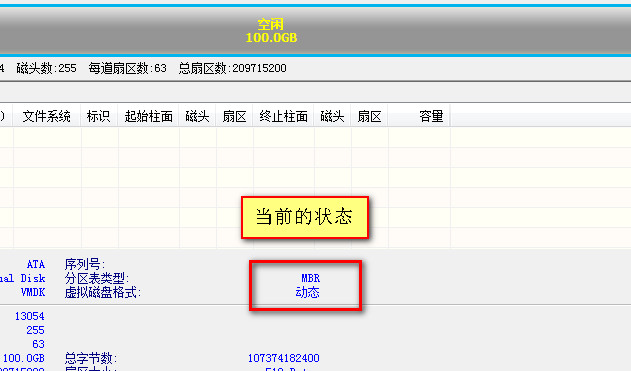 空闲
100.0GB
4 磁头数:255 每道扇区数:63 总扇区数:209715200
) 文件系统 标识 起始柱面 磁头 扇区 终止柱面 磁头 扇区 容量
当前的状态
ATA 序列号:
ual Disk 分区表类型: MBR
VMDK 虚拟磁盘格式: 动态
13054
255
63
100.0GB 总字节数: 107374182400